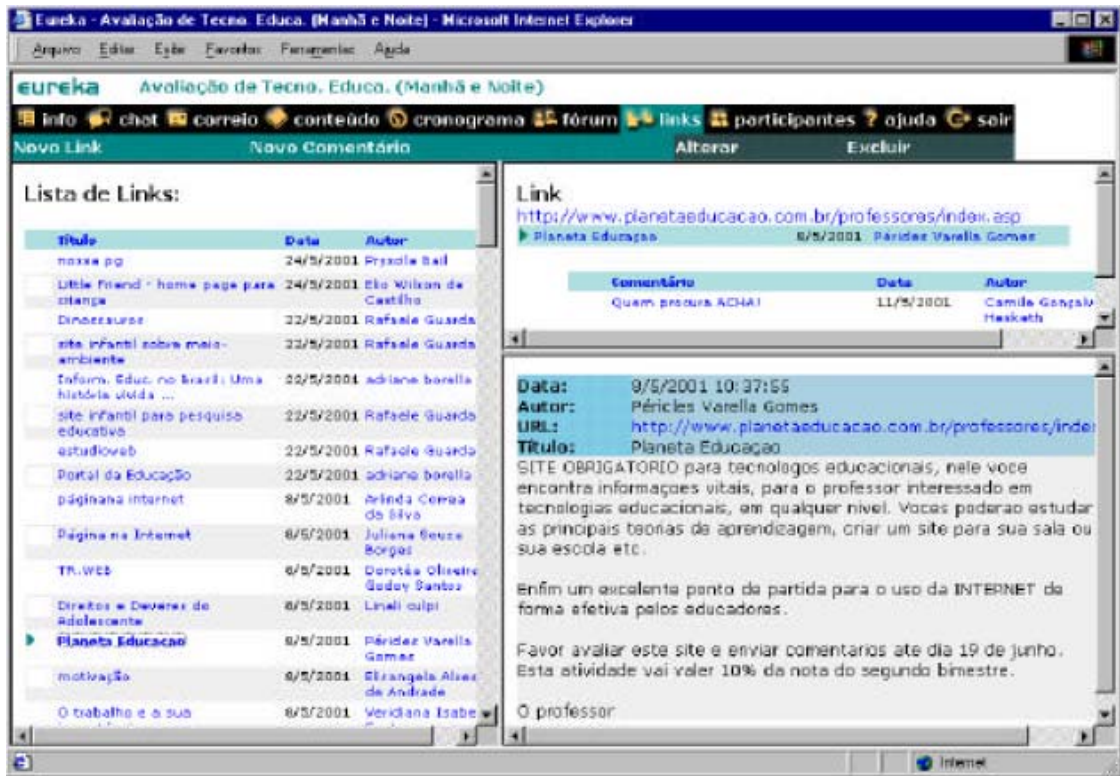 Eureka - Avaliação de Tecno. Educa. (Manhã e Noite) - Microsoft Internet Explorer
Arquivo Editar Exibir Favoritos Ferramentas Ajuda
eureka Avaliação de Tecno. Educa. (Manhã e Noite)
info chat correio conteúdo cronograma fórum links participantes ajuda sair
Novo Link Novo Comentário Alterar Excluir
Lista de Links:
Título Data Autor
nossa pg 24/5/2001
Little Friend - home page para 24/5/2001 Elio Wilson de
criança Castilho
Dinossauros 22/5/2001 Rafaele Guarda
site infantil sobre meio- 22/5/2001 Rafaele Guarda
ambiente
Inform. Educ. no Brasil: Uma 22/5/2001 adriane borella
história vivida ...
site infantil para pesquisa 22/5/2001 Rafaele Guarda
educativa
estudioweb 22/5/2001 Rafaele Guarda
Portal da Educação 22/5/2001 adriane borella
páginana internet 8/5/2001 Arlinda Correa
da Silva
Página na Internet 8/5/2001 Juliana Souza
Borges
TR.WEB 8/5/2001 Dorotéa Oliveira
Godoy Santos
Direitos e Deveres do 8/5/2001 Linali culpi
Adolescente
Planeta Educaçao 8/5/2001 Péricles Varella
Gomes
motivação 8/5/2001 Elisangela Alves
de Andrade
O trabalho e a sua 8/5/2001 Veridiana Isabe
Link
http://www.planetaeducacao.com.br/professores/index.asp
Planeta Educaçao 8/5/2001 Péricles Varella Gomes
Comentário Data Autor
Quem procura ACHA! 11/5/2001 Camile Gonçalv
Hesketh
Data: 8/5/2001 10:37:55
Autor: Péricles Varella Gomes
URL: http://www.planetaeducacao.com.br/professores/inde
Título: Planeta Educaçao
SITE OBRIGATORIO para tecnologos educacionais, nele voce
encontra informaçoes vitais, para o professor interessado em
tecnologias educacionais, em qualquer nivel. Voces poderao estudar
as principais teorias de aprendizagem, criar um site para sua sala ou
sua escola etc.
Enfim um excelente ponto de partida para o uso da INTERNET de
forma efetiva pelos educadores.
Favor avaliar este site e enviar comentarios ate dia 19 de junho.
Esta atividade vai valer 10% da nota do segundo bimestre.
O professor
Internet